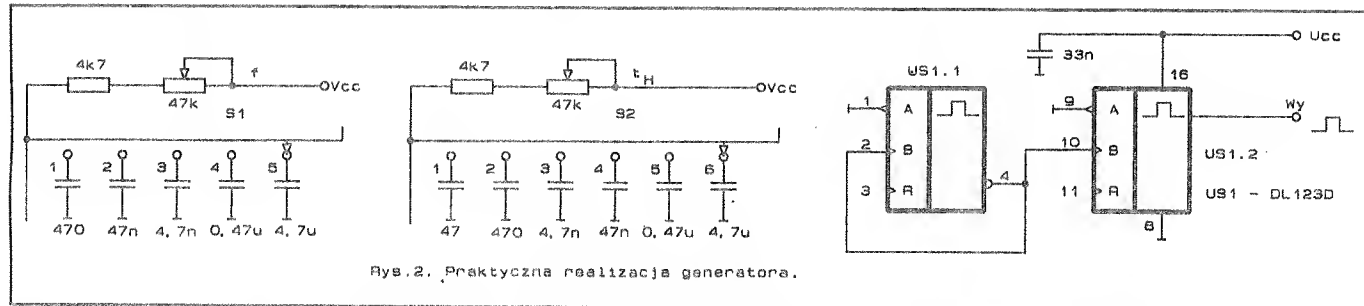 4k7
47k
f
Vcc
S1
1
2
3
4
5
470
47n
4,7n
0,47u
4,7u
4k7
47k
tH
Vcc
S2
1
2
3
4
5
6
47
470
4,7n
47n
0,47u
4,7u
US1.1
1
A
2
B
3
R
4
33n
Ucc
16
9
A
10
B
11
R
8
Wy
US1.2
US1 - DL123D
Rys.2. Praktyczna realizacja generatora.